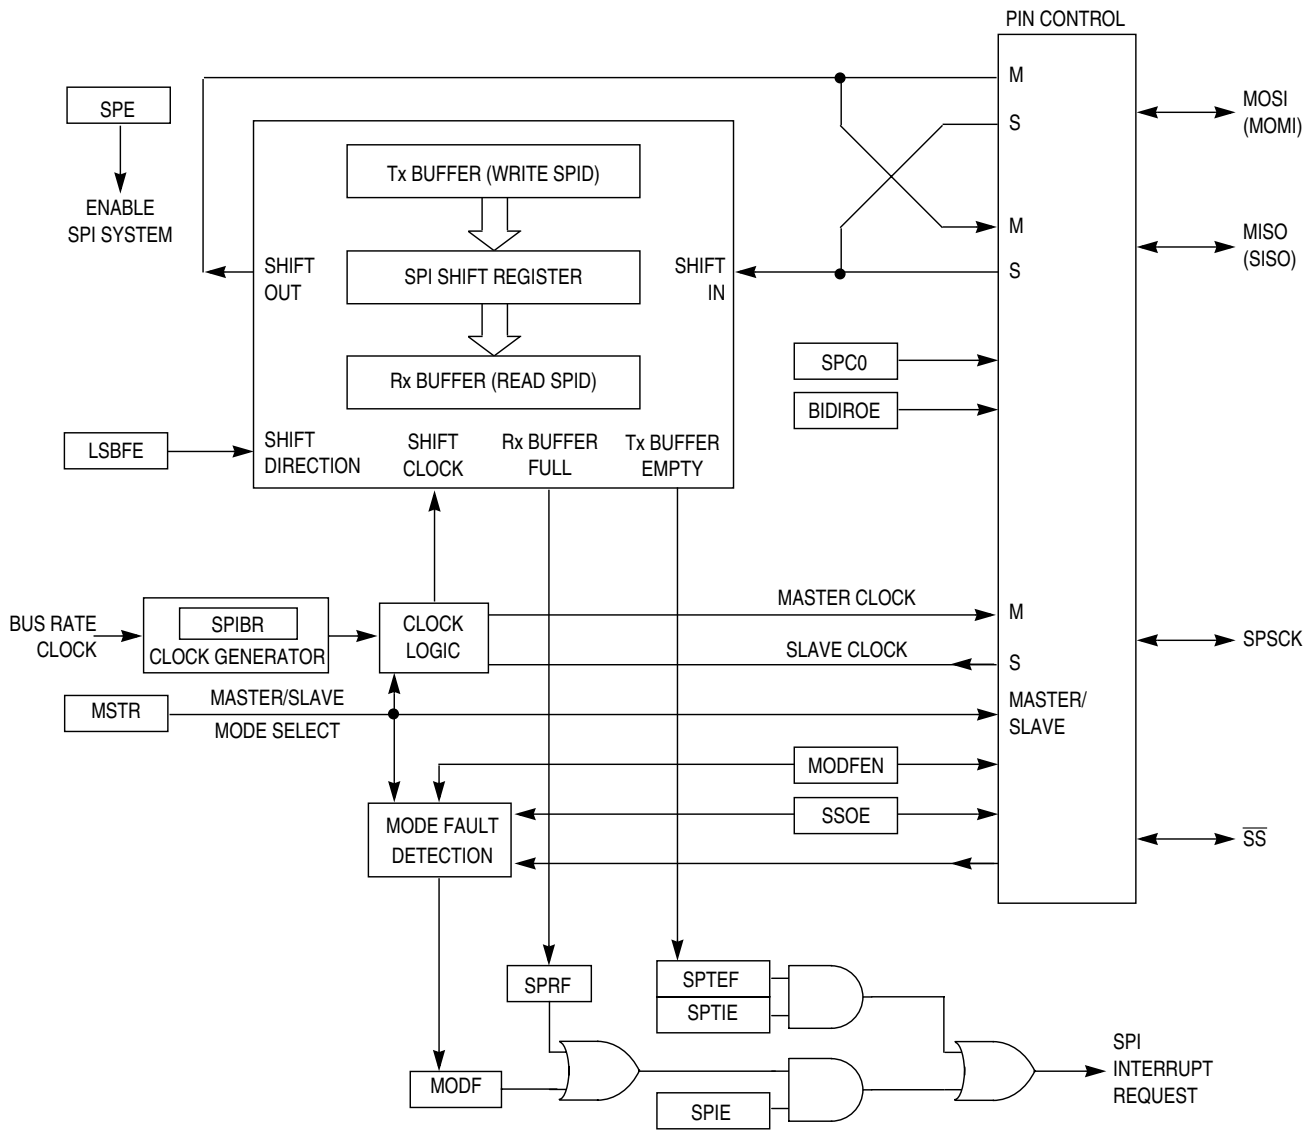 PIN CONTROL
M
MOSI
(MOMI)
S
SPE
ENABLE
SPI SYSTEM
Tx BUFFER (WRITE SPID)
M
MISO
(SISO)
SHIFT
OUT
SPI SHIFT REGISTER
SHIFT
IN
S
Rx BUFFER (READ SPID)
SPC0
BIDIROE
LSBFE
SHIFT
DIRECTION
SHIFT
CLOCK
Rx BUFFER
FULL
Tx BUFFER
EMPTY
MASTER CLOCK
M
BUS RATE
CLOCK
SPIBR
CLOCK GENERATOR
CLOCK
LOGIC
SLAVE CLOCK
S
SPSCK
MSTR
MASTER/SLAVE
MODE SELECT
MASTER/
SLAVE
MODFEN
SSOE
MODE FAULT
DETECTION
SS
SPRF
SPTEF
SPTIE
MODF
SPIE
SPI
INTERRUPT
REQUEST